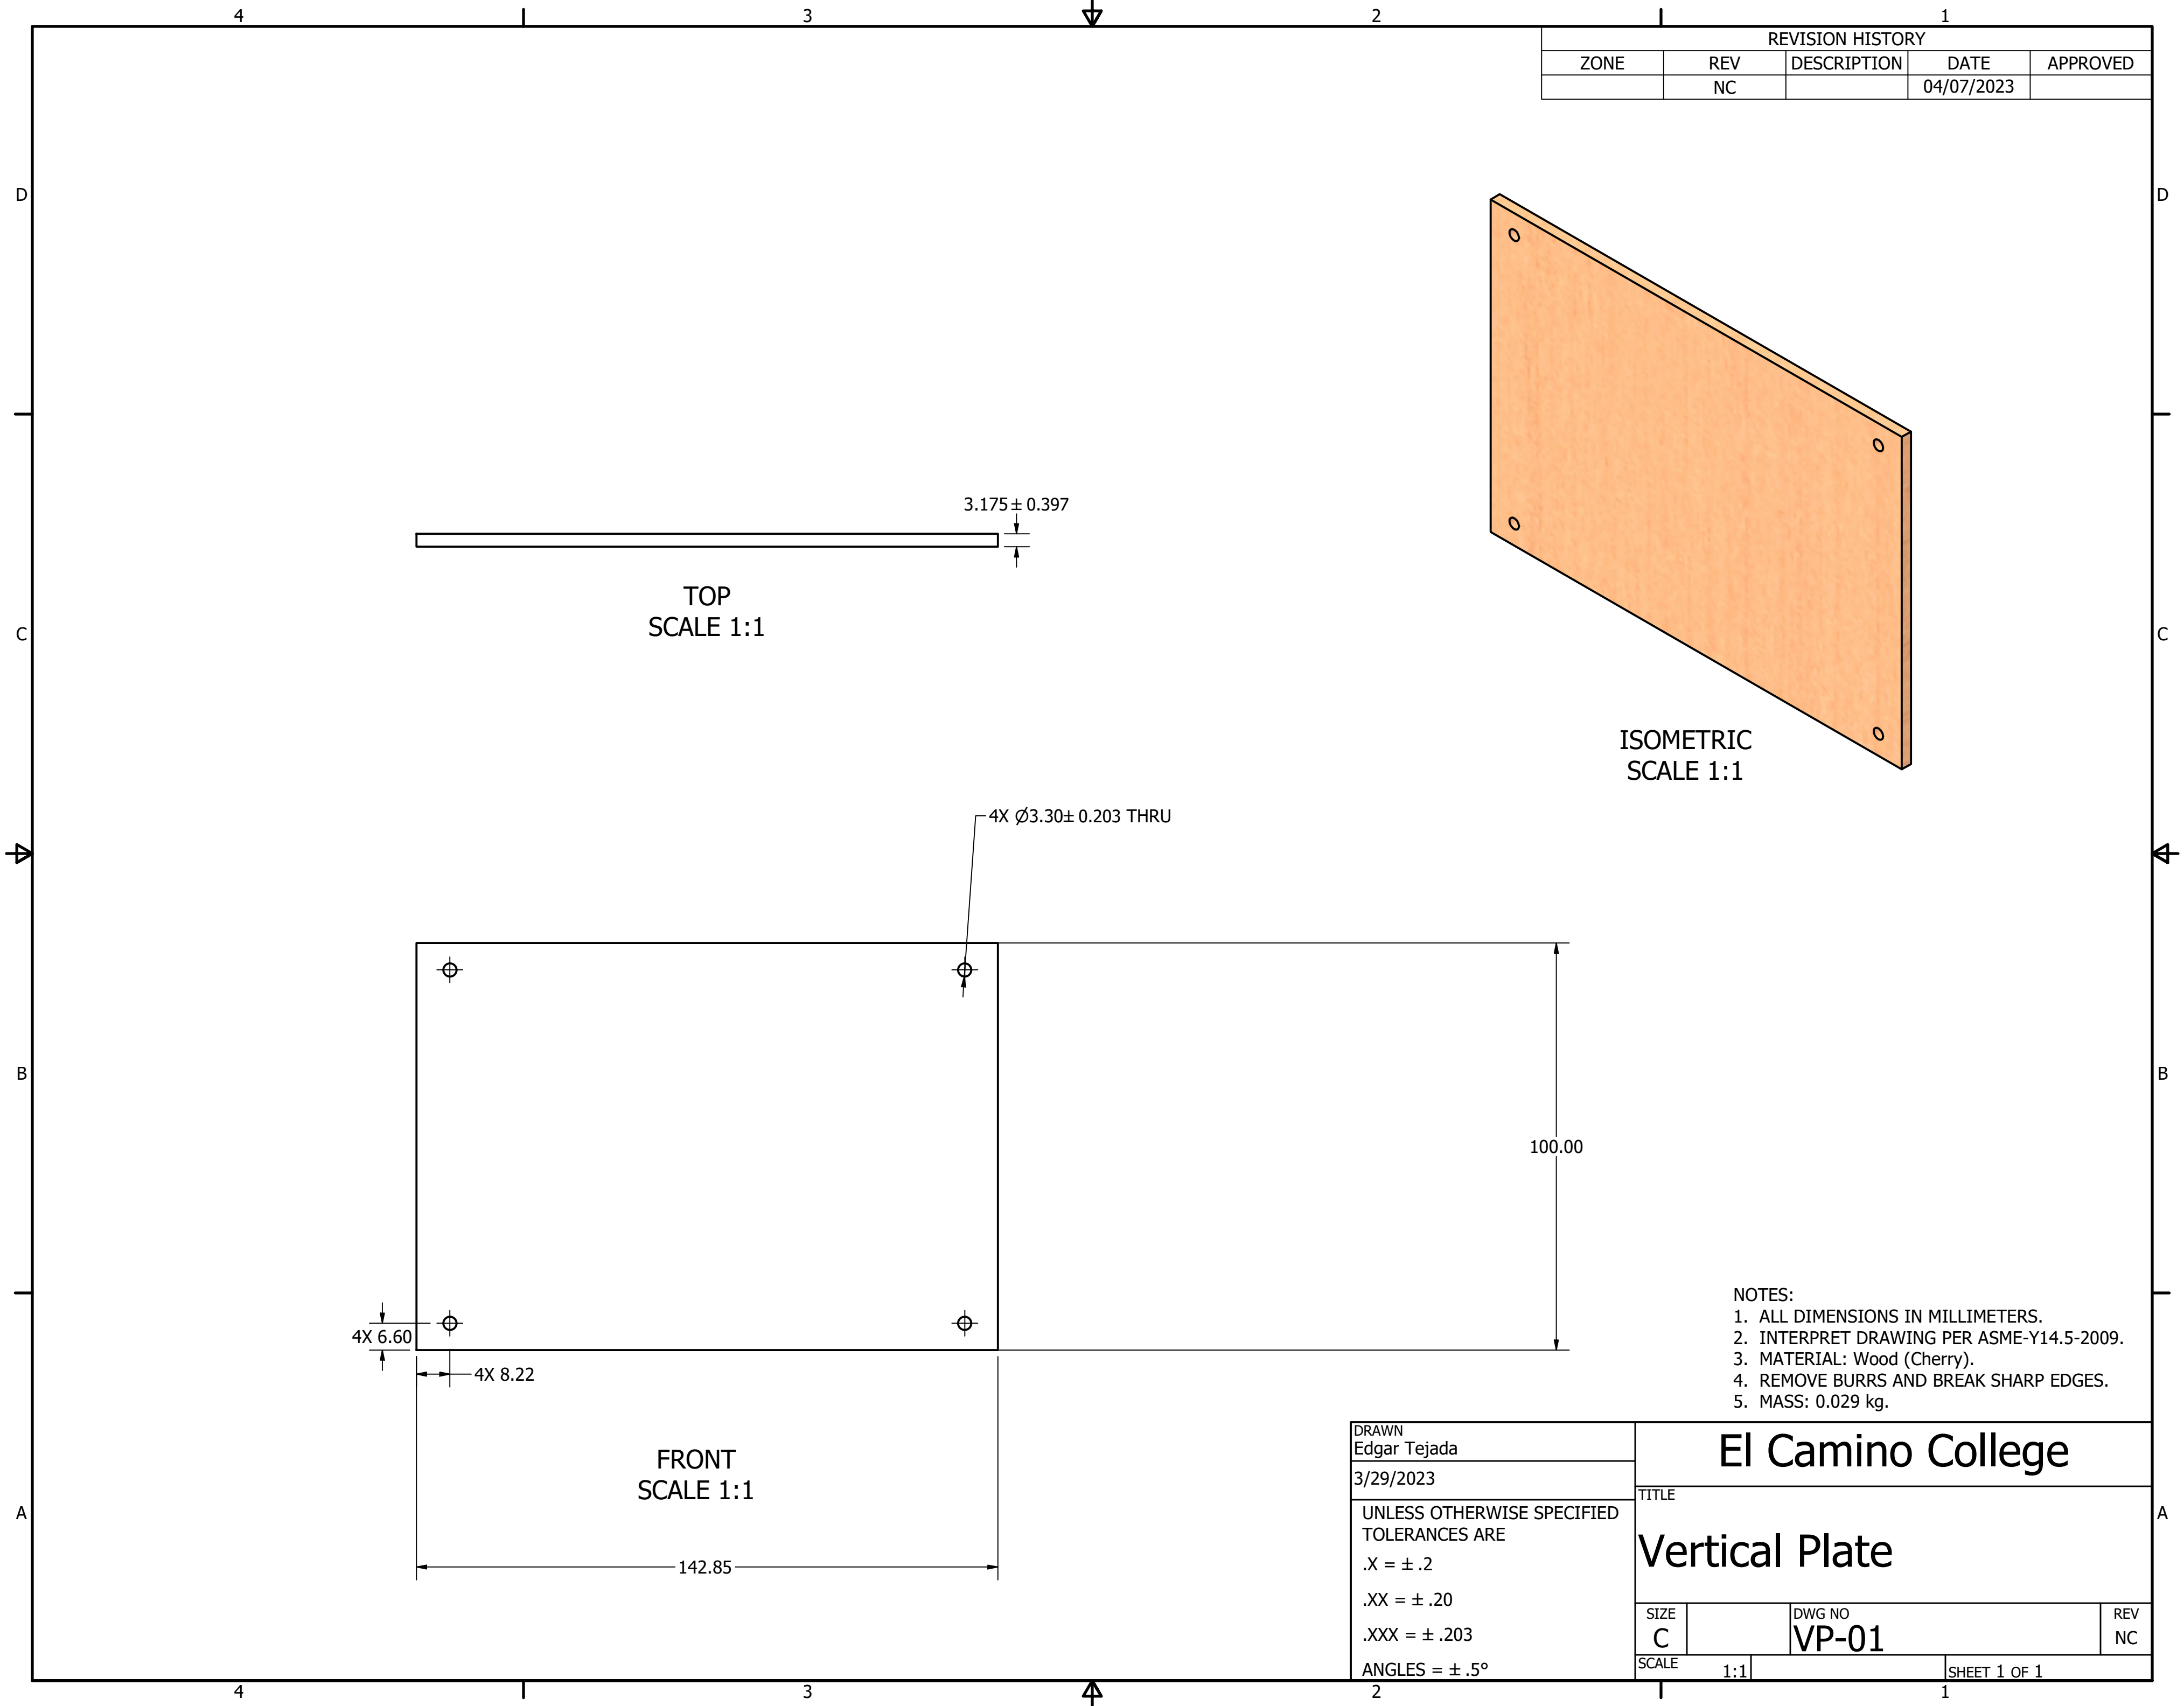 4 3 2 1
REVISION HISTORY
ZONE REV DESCRIPTION DATE APPROVED
NC 04/07/2023
D D
3.175± 0.397
TOP
SCALE 1:1
C C
ISOMETRIC
SCALE 1:1
4X Ø3.30± 0.203 THRU
B B
100.00
4X 6.60
4X 8.22
FRONT
SCALE 1:1
142.85
NOTES:
1. ALL DIMENSIONS IN MILLIMETERS.
2. INTERPRET DRAWING PER ASME-Y14.5-2009.
3. MATERIAL: Wood (Cherry).
4. REMOVE BURRS AND BREAK SHARP EDGES.
5. MASS: 0.029 kg.
A A
DRAWN
Edgar Tejada
3/29/2023
UNLESS OTHERWISE SPECIFIED
TOLERANCES ARE
.X = ± .2
.XX = ± .20
.XXX = ± .203
ANGLES = ± .5°
El Camino College
TITLE
Vertical Plate
SIZE
C
DWG NO
VP-01
REV
NC
SCALE
1:1
SHEET 1 OF 1
4 3 2 1